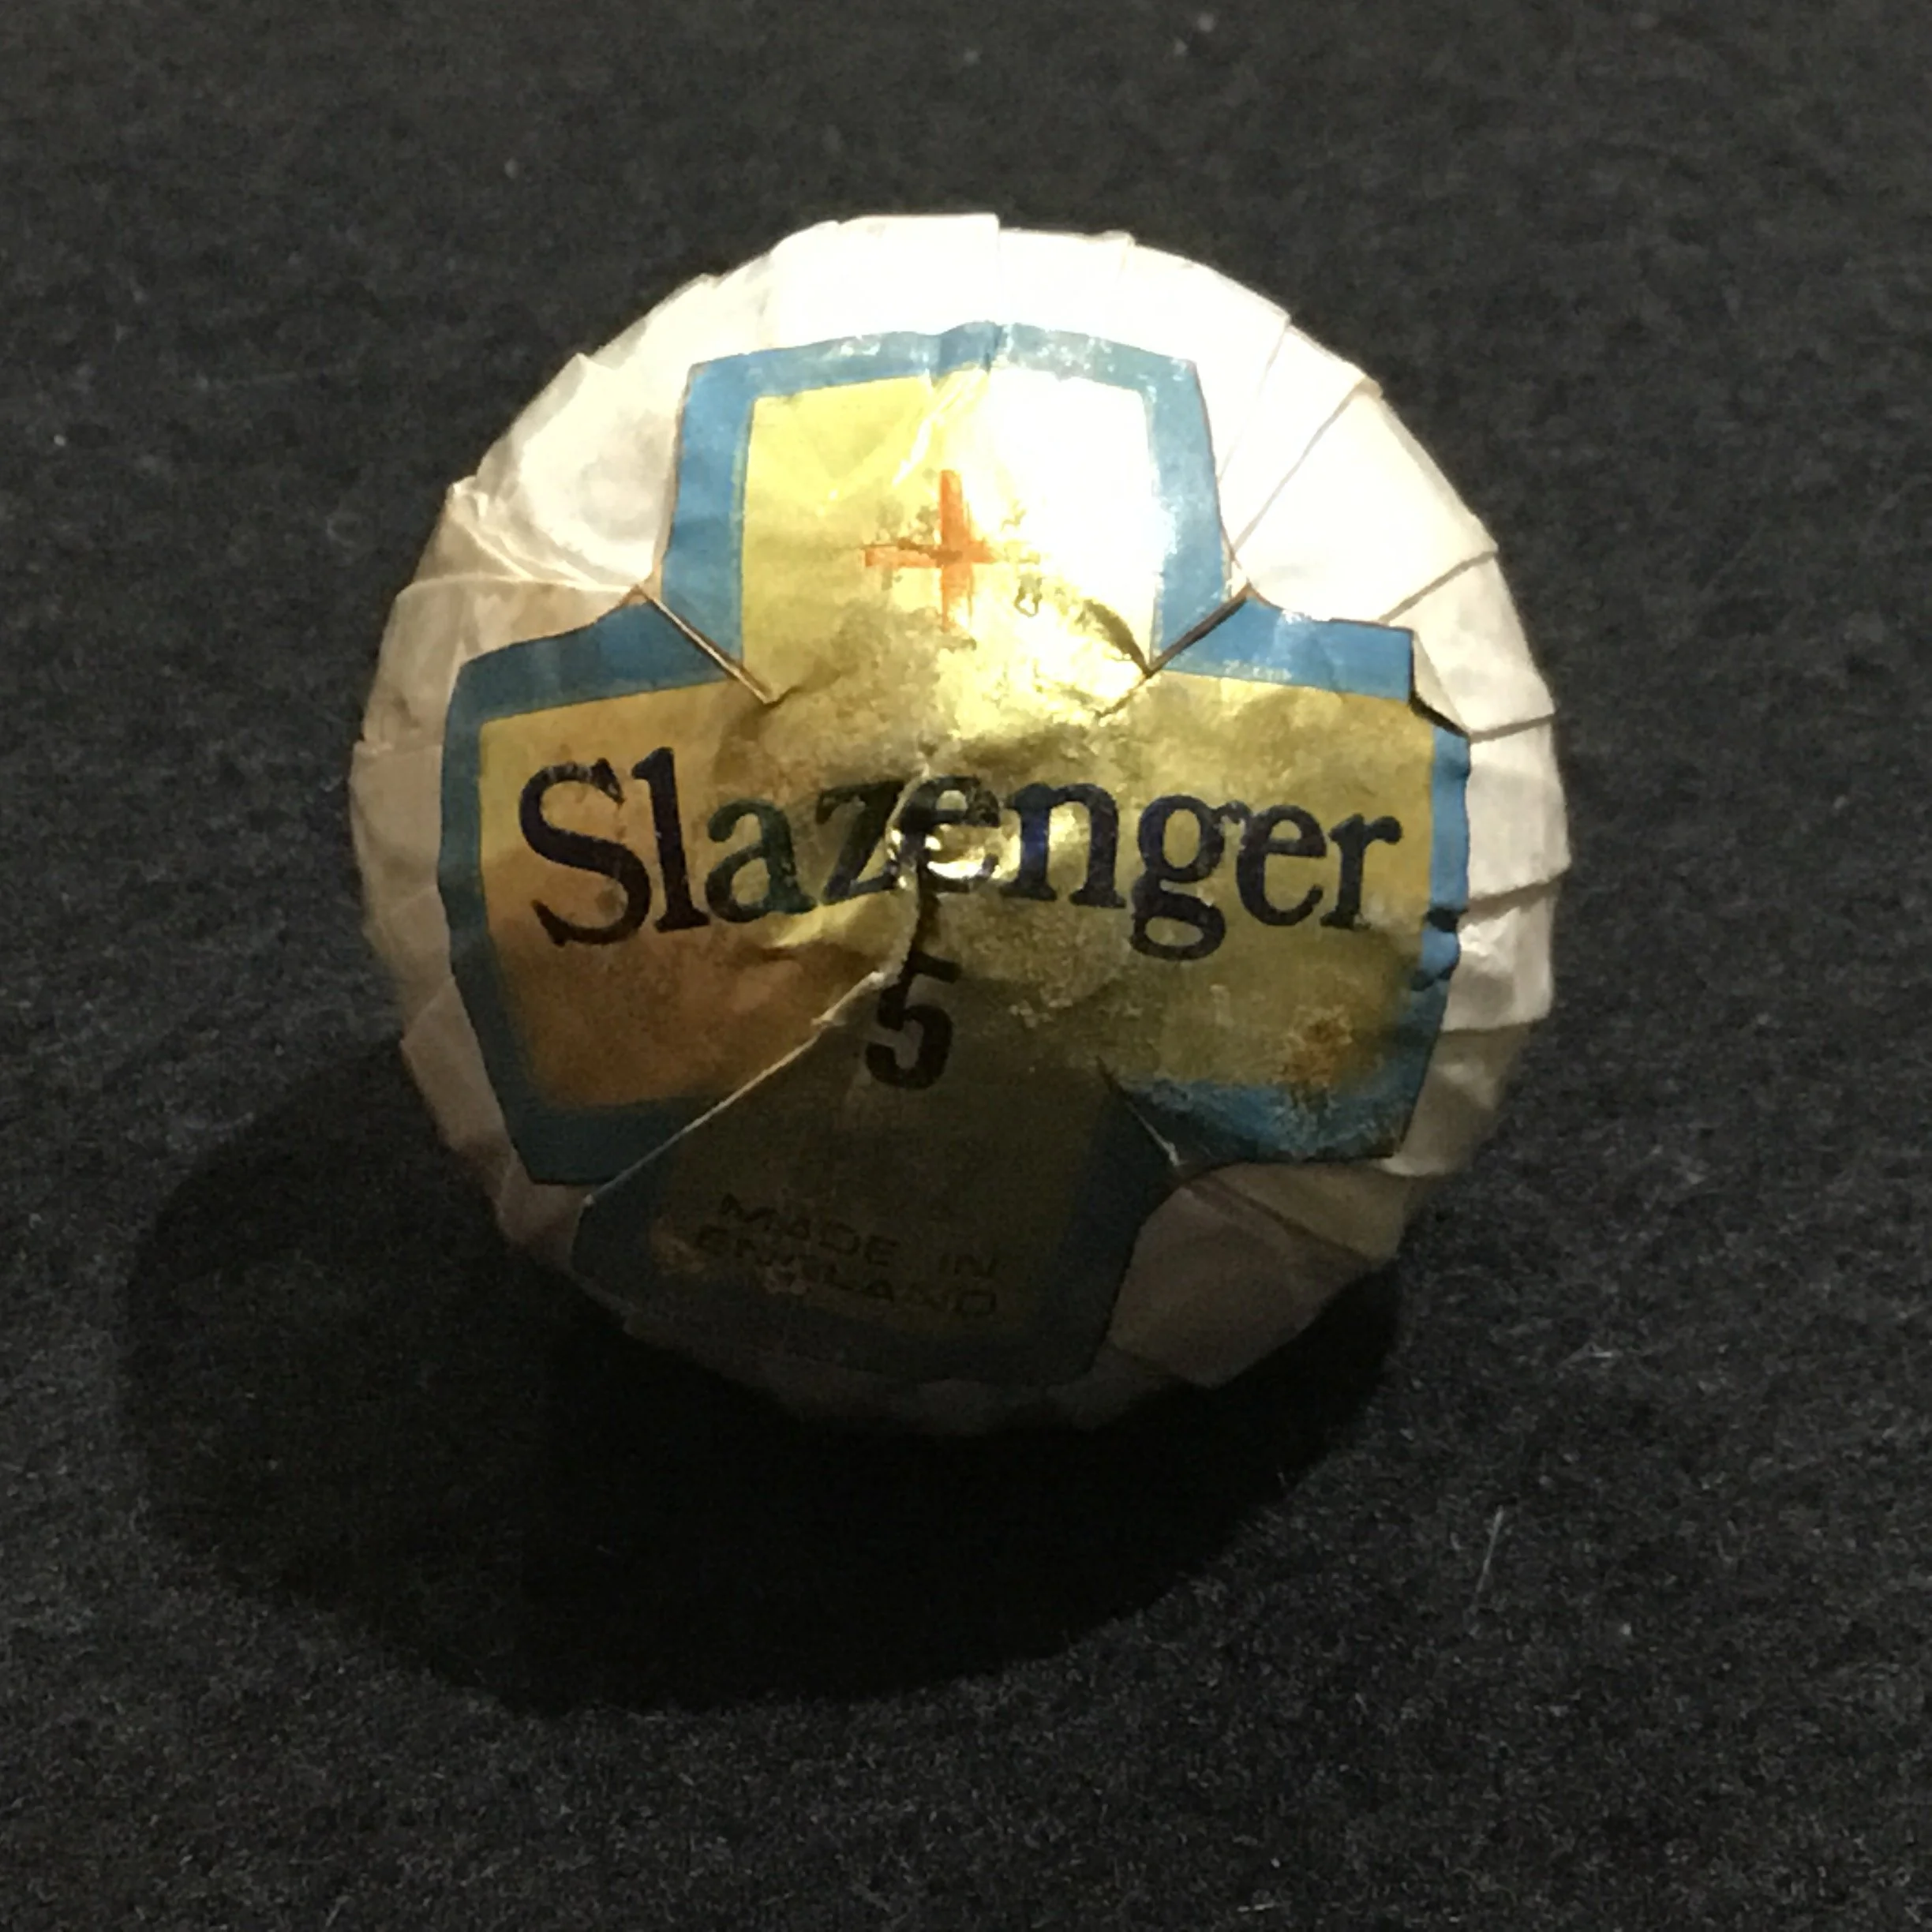 +
Slazenger
5
MADE IN
ENGLAND